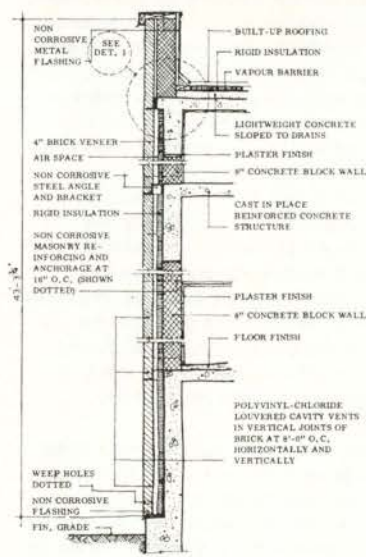 NON
CORROSIVE
METAL
FLASHING
SEE
DET. 1
4" BRICK VENEER
AIR SPACE
NON CORROSIVE
STEEL ANGLE
AND BRACKET
RIGID INSULATION
NON CORROSIVE
MASONRY RE-
INFORCING AND
ANCHORAGE AT
16" O.C. (SHOWN
DOTTED)
WEEP HOLES
DOTTED
NON CORROSIVE
FLASHING
FIN. GRADE
BUILT-UP ROOFING
RIGID INSULATION
VAPOUR BARRIER
LIGHTWEIGHT CONCRETE
SLOPED TO DRAINS
PLASTER FINISH
8" CONCRETE BLOCK WALL
CAST IN PLACE
REINFORCED CONCRETE
STRUCTURE
PLASTER FINISH
8" CONCRETE BLOCK WALL
FLOOR FINISH
POLYVINYL-CHLORIDE
LOUVERED CAVITY VENTS
IN VERTICAL JOINTS OF
BRICK AT 8'-0" O.C.
HORIZONTALLY AND
VERTICALLY